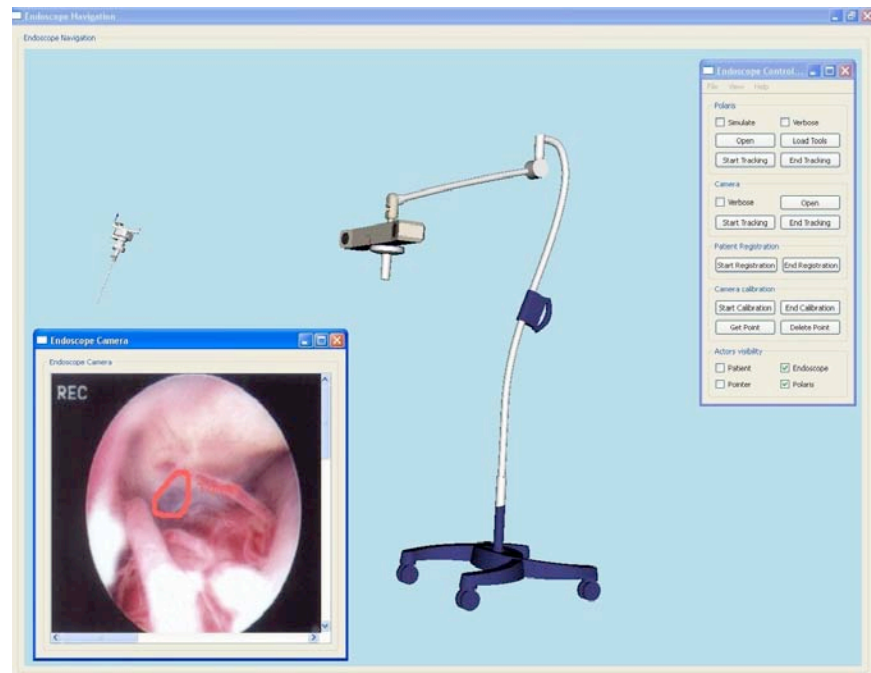 Endoscope Navigation
Endoscope Navigation
Endoscope Control...
File View Help
Polaris
Simulate Verbose
Open Load Tools
Start Tracking End Tracking
Camera
Verbose Open
Start Tracking End Tracking
Patient Registration
Start Registration End Registration
Camera calibration
Start Calibration End Calibration
Get Point Delete Point
Actors visibility
Patient Endoscope
Pointer Polaris
Endoscope Camera
Endoscope Camera
REC